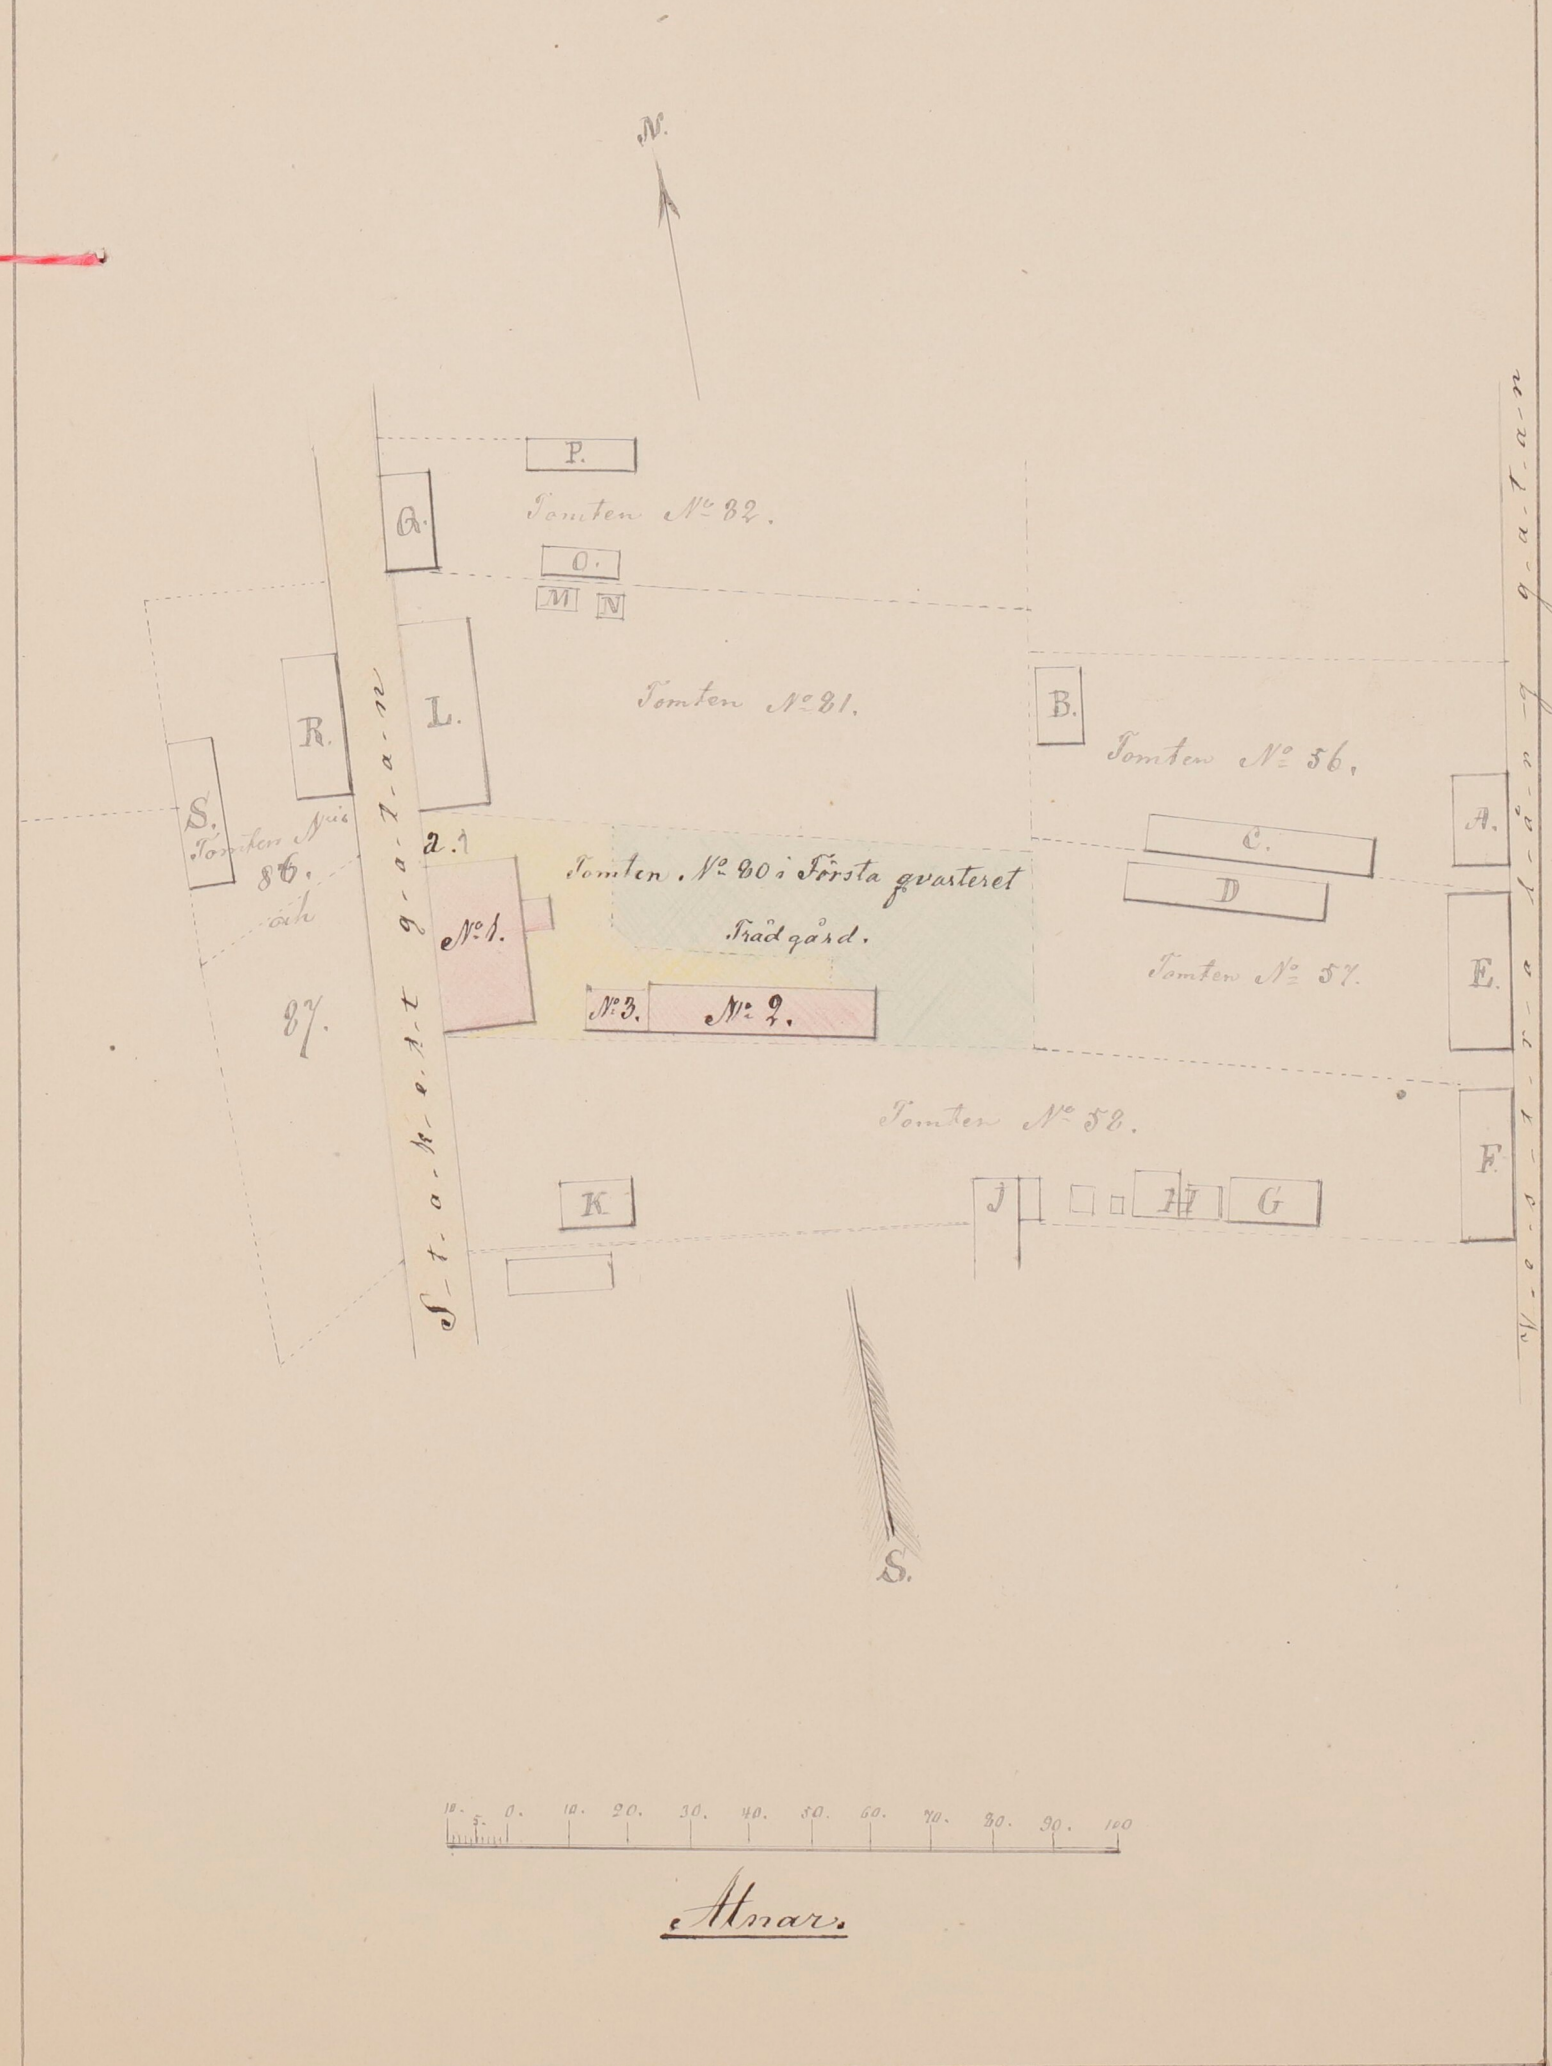 N.
P.
Q.
Tomten No 82.
O.
M
N
R.
L.
Tomten No 81.
B.
Tomten No 56.
S.
A.
C.
D
Tomten Nris
86.
och
87.
a.
Tomten No 80 i Första qvarteret
Trädgård.
No 1.
No 3.
No 2.
Tomten No 57.
E.
Tomten No 58.
F.
K
J
H
G
S-t-a-k-e-t-t g-a-t-a-n
V-e-s-t-r-a l-å-n-g g-a-t-a-n
S.
10. 5. 0. 10. 20. 30. 40. 50. 60. 70. 80. 90. 100
Alnar.